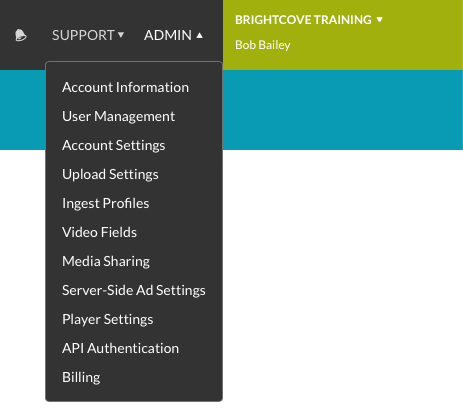 SUPPORT ADMIN BRIGHTCOVE TRAINING
Bob Bailey
Account Information
User Management
Account Settings
Upload Settings
Ingest Profiles
Video Fields
Media Sharing
Server-Side Ad Settings
Player Settings
API Authentication
Billing